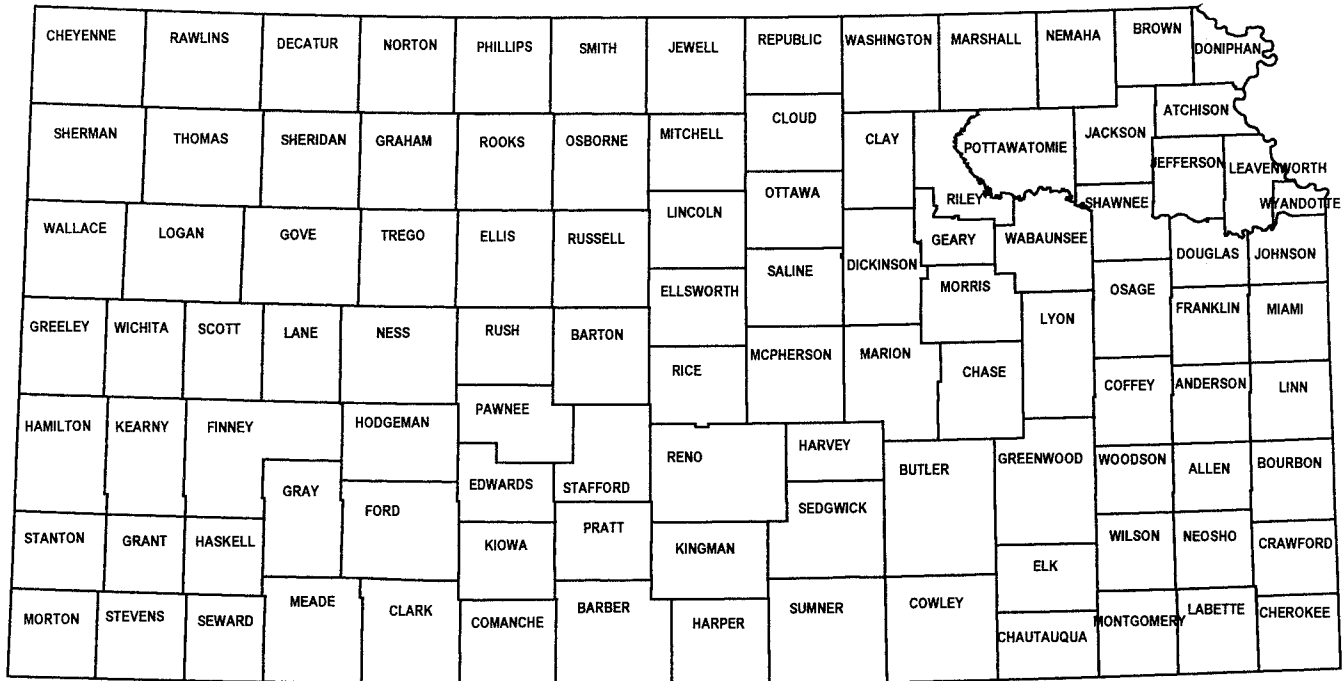 CHEYENNE
RAWLINS
DECATUR
NORTON
PHILLIPS
SMITH
JEWELL
REPUBLIC
WASHINGTON
MARSHALL
NEMAHA
BROWN
DONIPHAN
SHERMAN
THOMAS
SHERIDAN
GRAHAM
ROOKS
OSBORNE
MITCHELL
CLOUD
CLAY
POTTAWATOMIE
JACKSON
ATCHISON
JEFFERSON
LEAVENWORTH
WYANDOTTE
OTTAWA
LINCOLN
RILEY
SHAWNEE
WALLACE
LOGAN
GOVE
TREGO
ELLIS
RUSSELL
GEARY
WABAUNSEE
DOUGLAS
JOHNSON
SALINE
DICKINSON
ELLSWORTH
MORRIS
OSAGE
LYON
FRANKLIN
MIAMI
GREELEY
WICHITA
SCOTT
LANE
NESS
RUSH
BARTON
RICE
MCPHERSON
MARION
CHASE
COFFEY
ANDERSON
LINN
HAMILTON
KEARNY
FINNEY
HODGEMAN
PAWNEE
RENO
HARVEY
BUTLER
GREENWOOD
WOODSON
ALLEN
BOURBON
GRAY
FORD
EDWARDS
STAFFORD
SEDGWICK
PRATT
STANTON
GRANT
HASKELL
KIOWA
KINGMAN
ELK
WILSON
NEOSHO
CRAWFORD
MORTON
STEVENS
SEWARD
MEADE
CLARK
COMANCHE
BARBER
HARPER
SUMNER
COWLEY
CHAUTAUQUA
MONTGOMERY
LABETTE
CHEROKEE